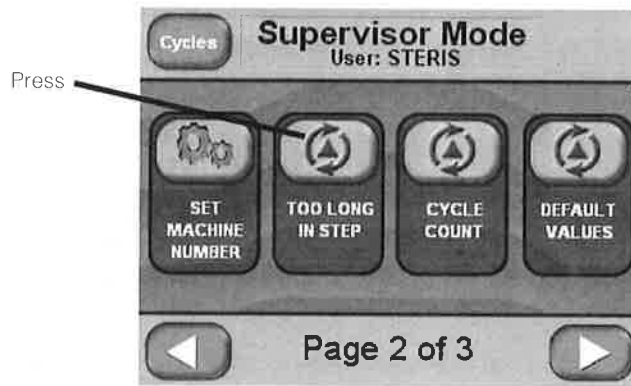 Cycles
Supervisor Mode
User: STERIS
Press
SET
MACHINE
NUMBER
TOO LONG
IN STEP
CYCLE
COUNT
DEFAULT
VALUES
Page 2 of 3